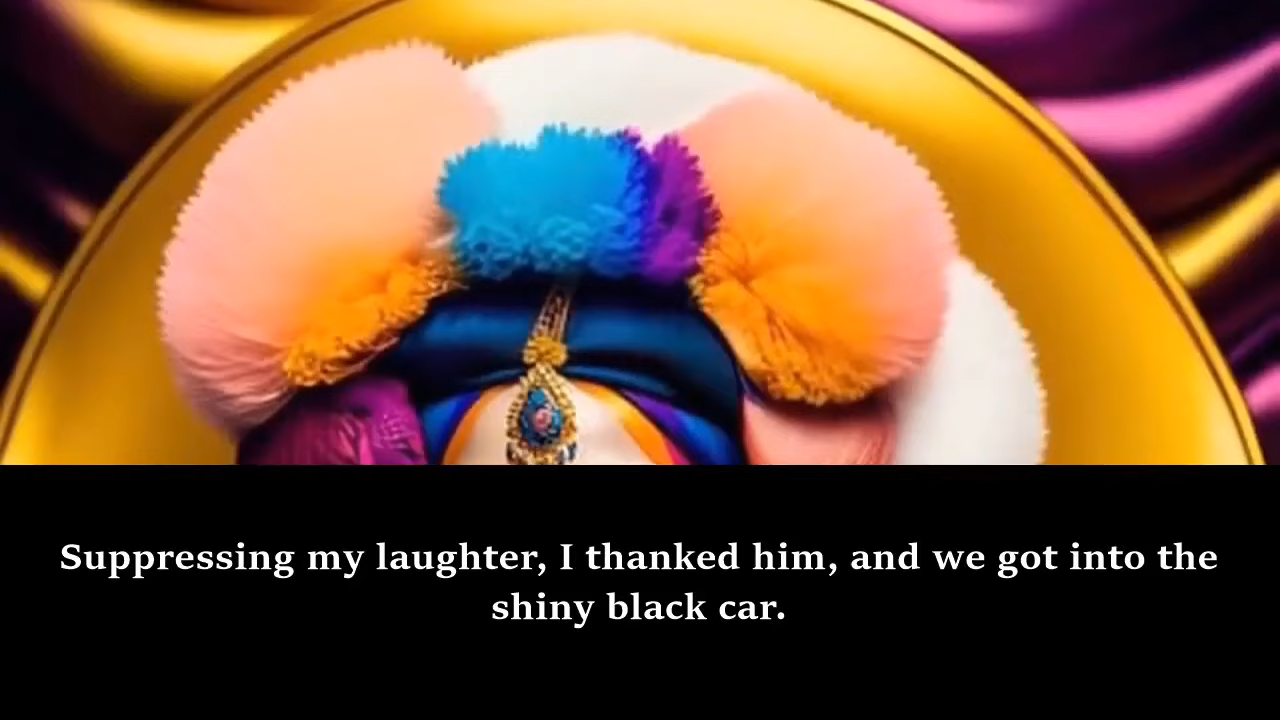 Suppressing my laughter, I thanked him, and we got into the
shiny black car.